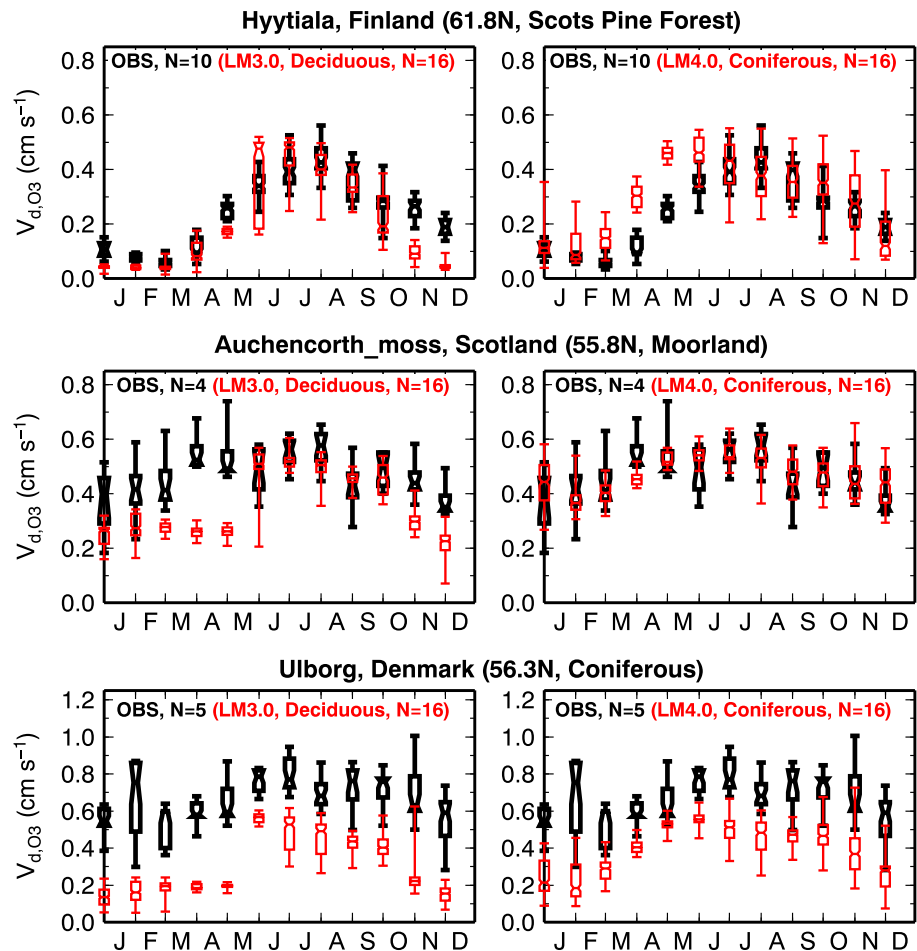 Hyytiala, Finland (61.8N, Scots Pine Forest)
OBS, N=10 (LM3.0, Deciduous, N=16)
V_d,O3 (cm s⁻¹)
0.8
0.6
0.4
0.2
0.0
J F M A M J J A S O N D
OBS, N=10 (LM4.0, Coniferous, N=16)
J F M A M J J A S O N D
Auchencorth_moss, Scotland (55.8N, Moorland)
OBS, N=4 (LM3.0, Deciduous, N=16)
V_d,O3 (cm s⁻¹)
0.8
0.6
0.4
0.2
0.0
J F M A M J J A S O N D
OBS, N=4 (LM4.0, Coniferous, N=16)
J F M A M J J A S O N D
Ulborg, Denmark (56.3N, Coniferous)
OBS, N=5 (LM3.0, Deciduous, N=16)
V_d,O3 (cm s⁻¹)
1.2
1.0
0.8
0.6
0.4
0.2
0.0
J F M A M J J A S O N D
OBS, N=5 (LM4.0, Coniferous, N=16)
J F M A M J J A S O N D